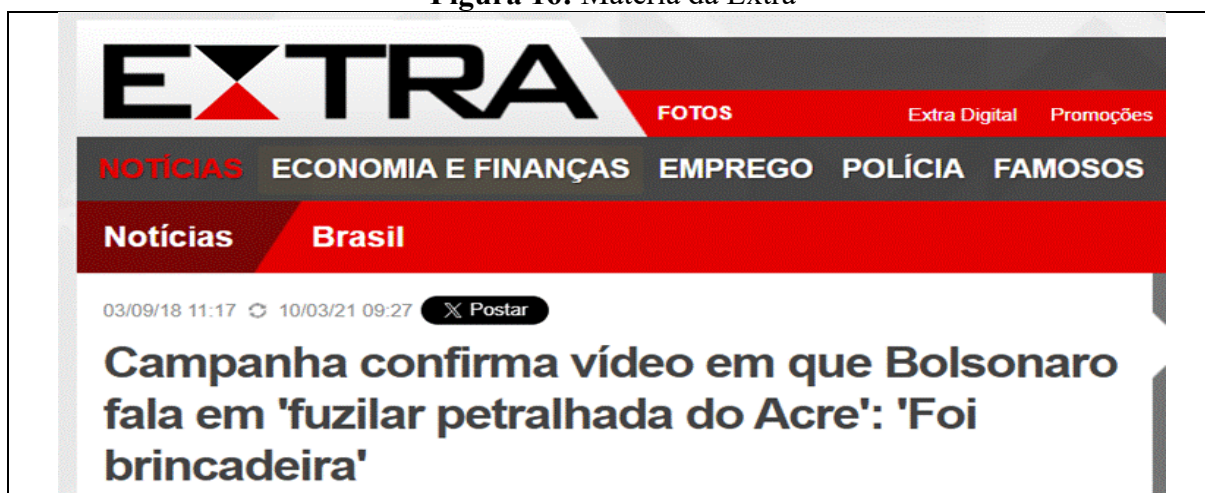 Figura 16: Matéria da Extra
EXTRA
FOTOS Extra Digital Promoções
NOTÍCIAS ECONOMIA E FINANÇAS EMPREGO POLÍCIA FAMOSOS
Notícias Brasil
03/09/18 11:17 10/03/21 09:27 X Postar
Campanha confirma vídeo em que Bolsonaro
fala em 'fuzilar petralhada do Acre': 'Foi
brincadeira'